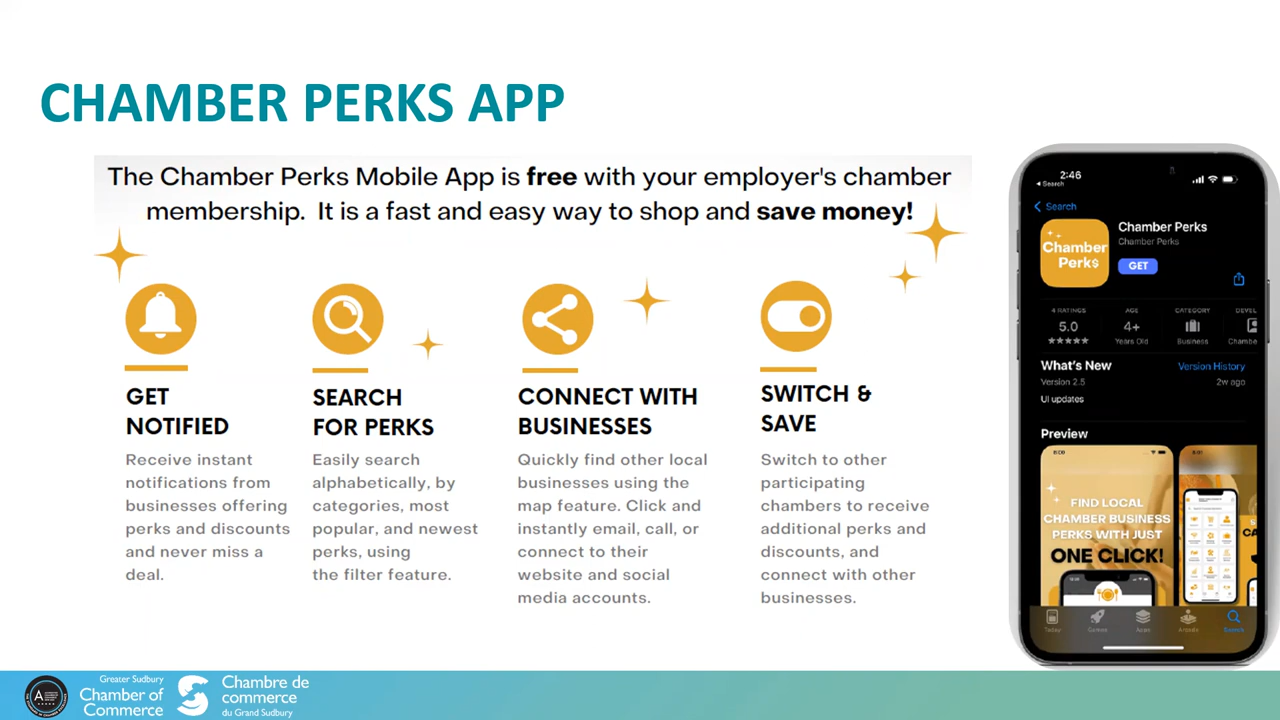 CHAMBER PERKS APP
The Chamber Perks Mobile App is free with your employer's chamber
membership. It is a fast and easy way to shop and save money!
GET
NOTIFIED
Receive instant
notifications from
businesses offering
perks and discounts
and never miss a
deal.
SEARCH
FOR PERKS
Easily search
alphabetically, by
categories, most
popular, and newest
perks, using
the filter feature.
CONNECT WITH
BUSINESSES
Quickly find other local
businesses using the
map feature. Click and
instantly email, call, or
connect to their
website and social
media accounts.
SWITCH &
SAVE
Switch to other
participating
chambers to receive
additional perks and
discounts, and
connect with other
businesses.
2:46
Search
Search
Chamber
Perks
Chamber Perks
Chamber Perks
GET
4 RATINGS
5.0
AGE
4+
Years Old
CATEGORY
Business
DEVEL
Chambe
What's New
Version History
Version 2.5
2w ago
UI updates
Preview
FIND LOCAL
CHAMBER BUSINESS
PERKS WITH JUST
ONE CLICK!
Today
Games
Apps
Arcade
Search
Greater Sudbury
Chamber of
Commerce
Chambre de
commerce
du Grand Sudbury